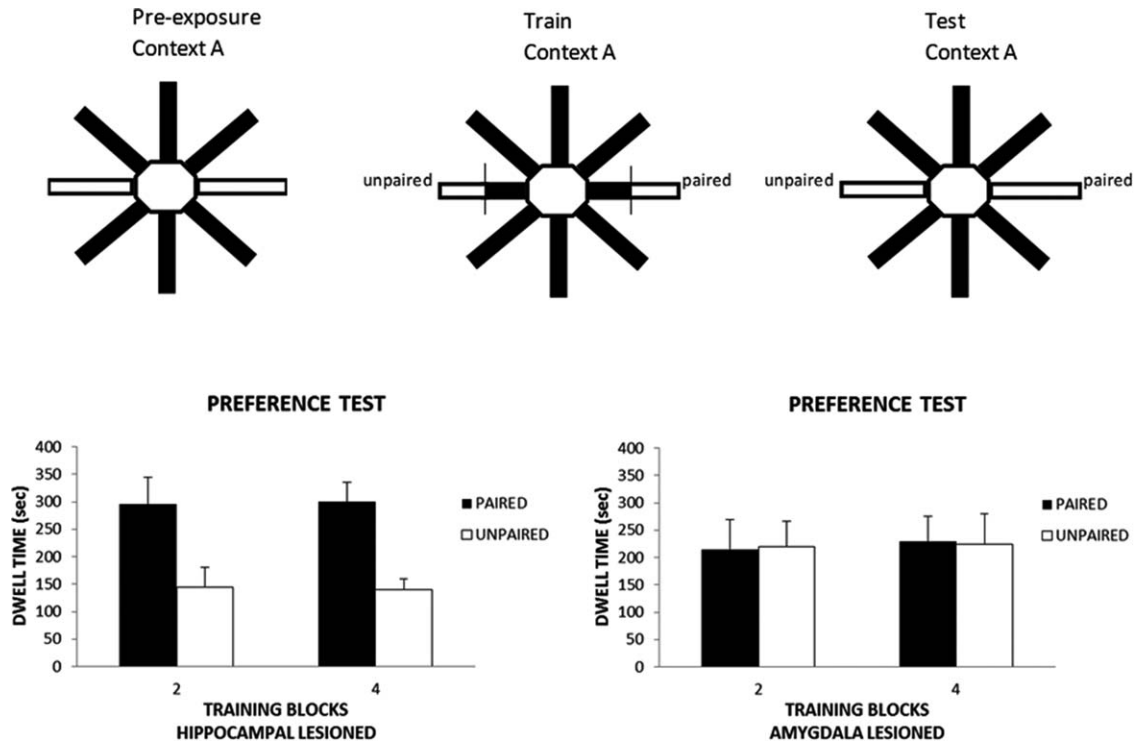 Pre-exposure
Context A
Train
Context A
Test
Context A
unpaired
paired
unpaired
paired
PREFERENCE TEST
DWELL TIME (sec)
400
350
300
250
200
150
100
50
0
PAIRED
UNPAIRED
2
4
TRAINING BLOCKS
HIPPOCAMPAL LESIONED
PREFERENCE TEST
DWELL TIME (sec)
400
350
300
250
200
150
100
50
0
PAIRED
UNPAIRED
2
4
TRAINING BLOCKS
AMYGDALA LESIONED